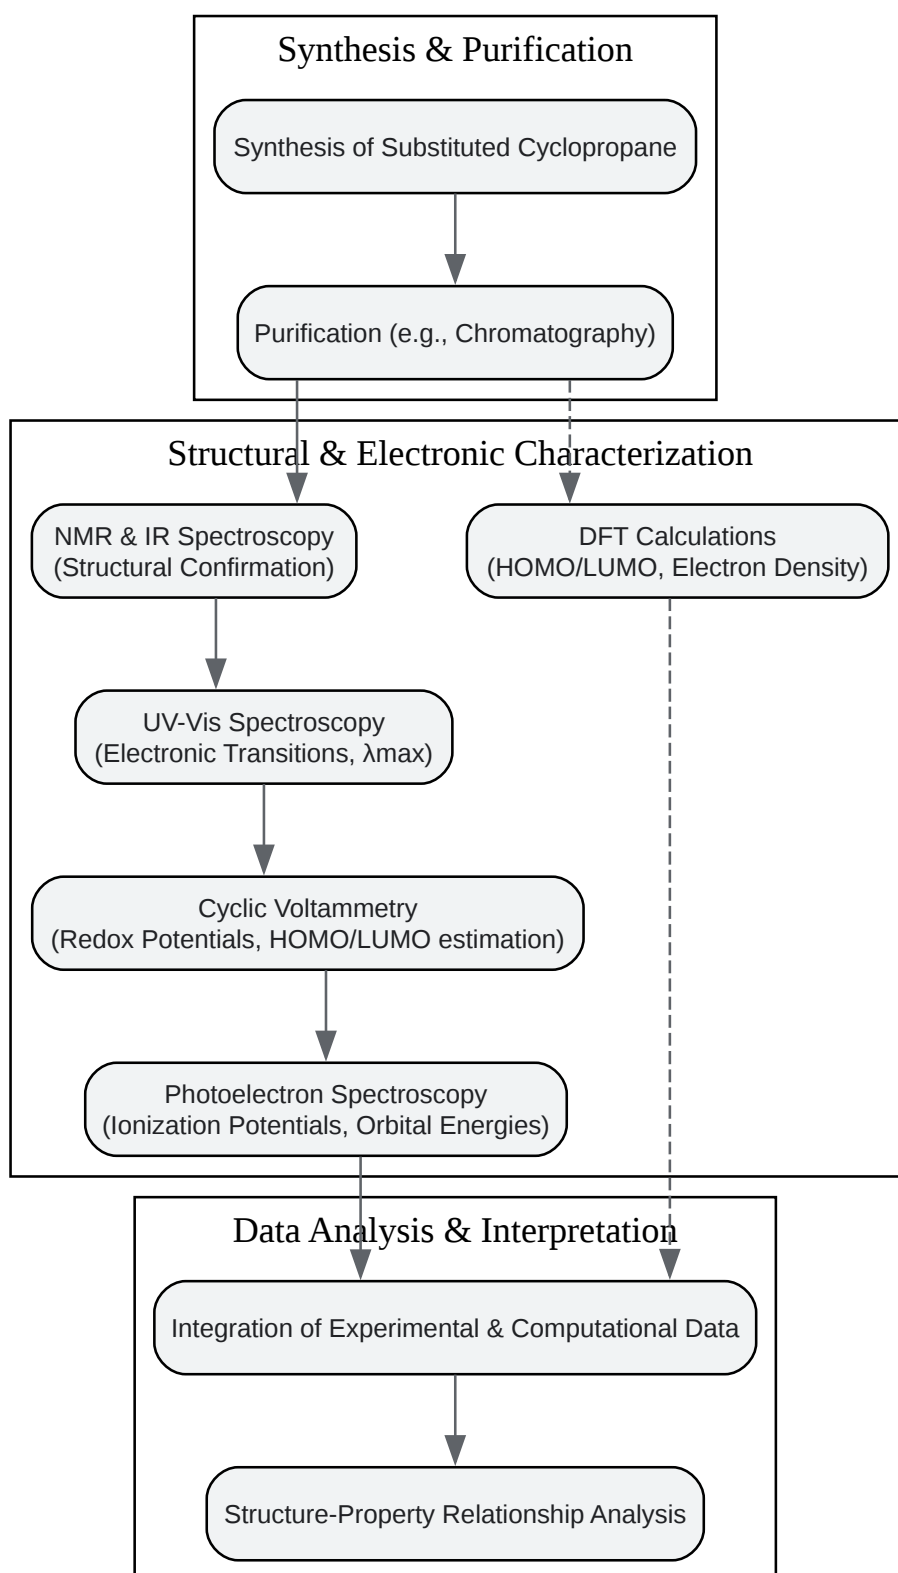 Synthesis & Purification
Synthesis of Substituted Cyclopropane
Purification (e.g., Chromatography)
Structural & Electronic Characterization
NMR & IR Spectroscopy
(Structural Confirmation)
DFT Calculations
(HOMO/LUMO, Electron Density)
UV-Vis Spectroscopy
(Electronic Transitions, λmax)
Cyclic Voltammetry
(Redox Potentials, HOMO/LUMO estimation)
Photoelectron Spectroscopy
(Ionization Potentials, Orbital Energies)
Data Analysis & Interpretation
Integration of Experimental & Computational Data
Structure-Property Relationship Analysis